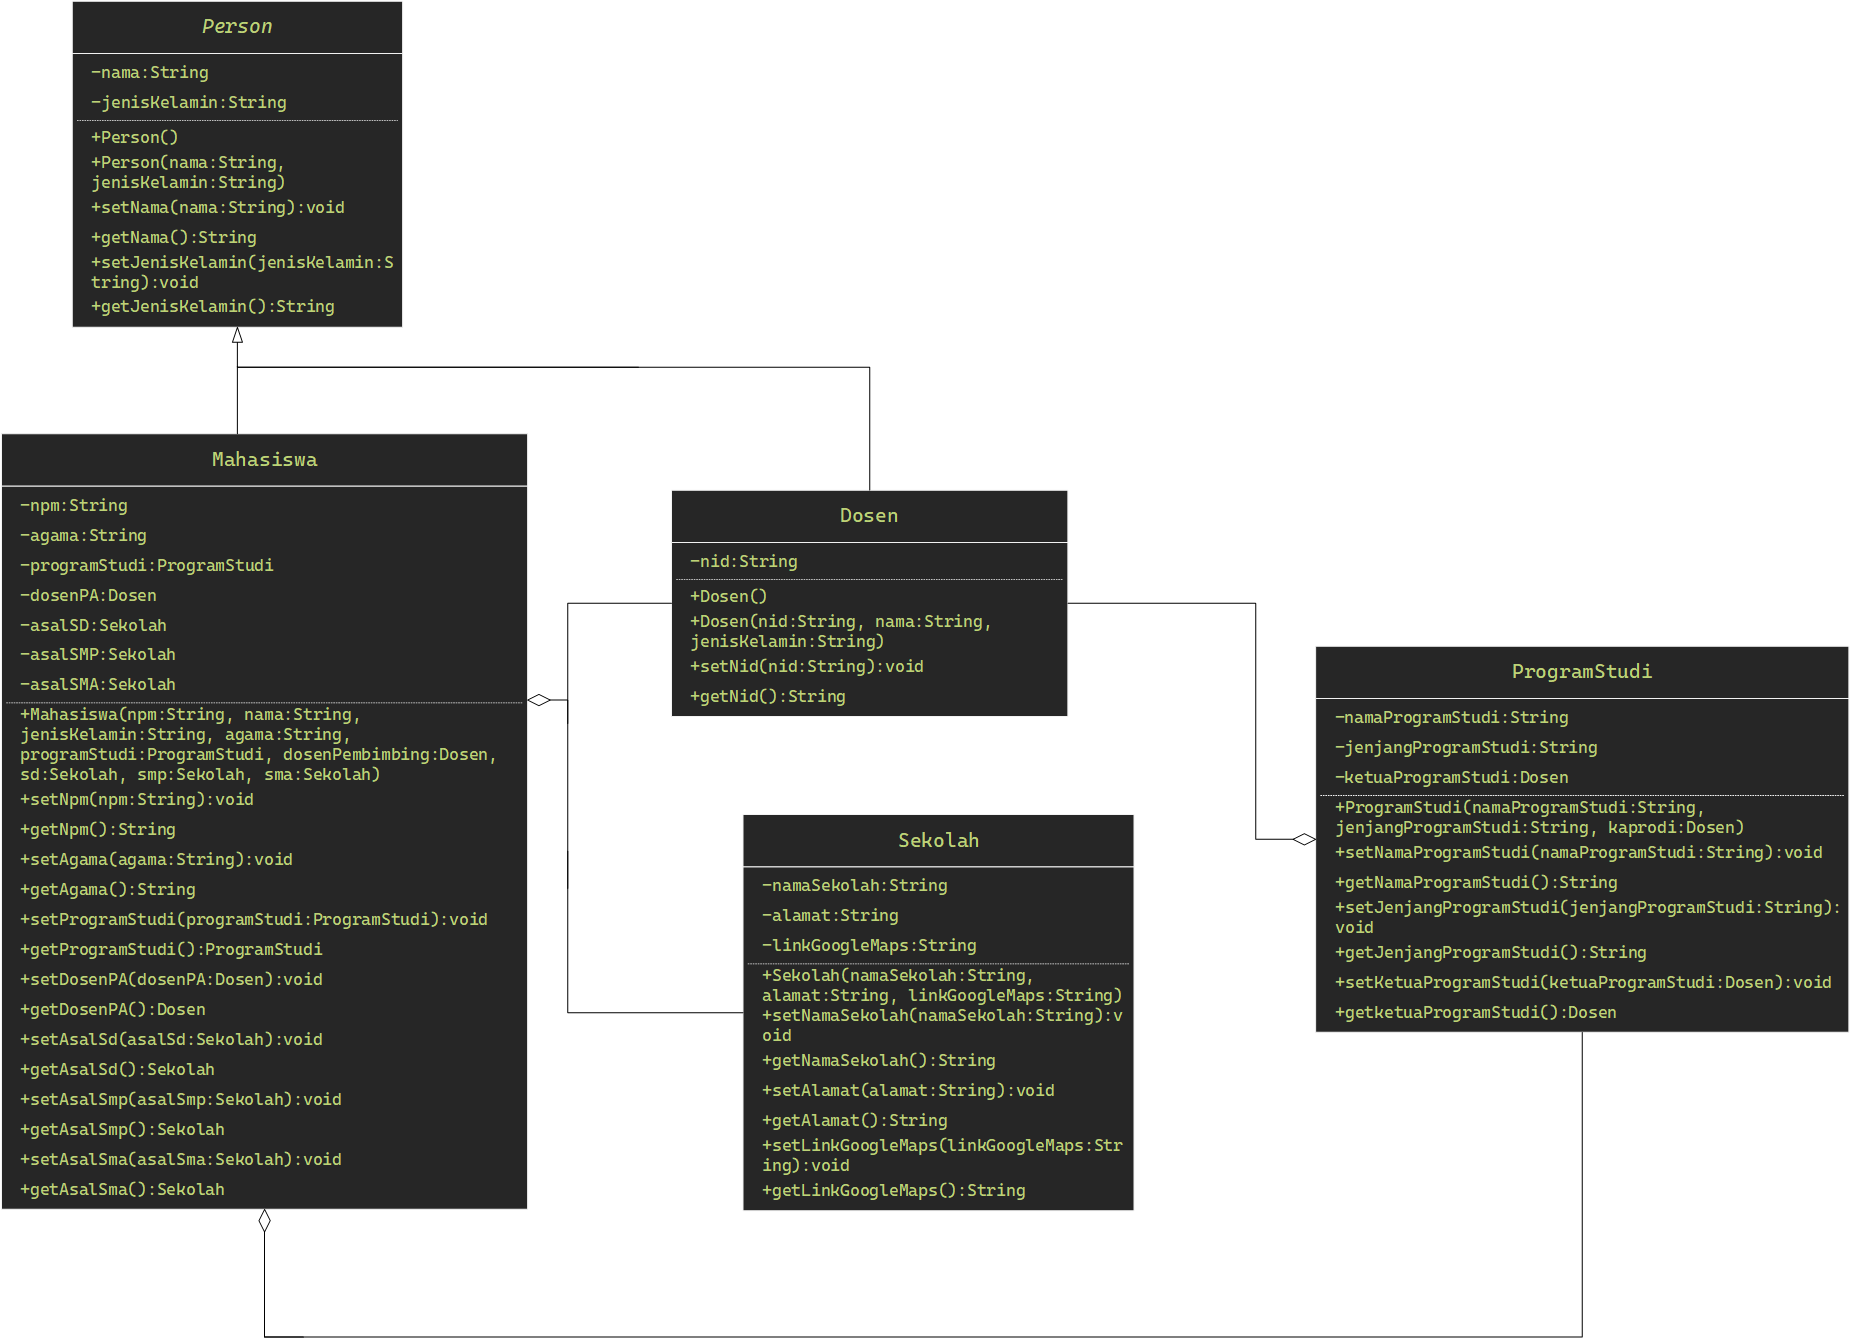 Person
-nama:String
-jenisKelamin:String
+Person()
+Person(nama:String,
jenisKelamin:String)
+setNama(nama:String):void
+getNama():String
+setJenisKelamin(jenisKelamin:S
tring):void
+getJenisKelamin():String
Mahasiswa
-npm:String
-agama:String
-programStudi:ProgramStudi
-dosenPA:Dosen
-asalSD:Sekolah
-asalSMP:Sekolah
-asalSMA:Sekolah
+Mahasiswa(npm:String, nama:String,
jenisKelamin:String, agama:String,
programStudi:ProgramStudi, dosenPembimbing:Dosen,
sd:Sekolah, smp:Sekolah, sma:Sekolah)
+setNpm(npm:String):void
+getNpm():String
+setAgama(agama:String):void
+getAgama():String
+setProgramStudi(programStudi:ProgramStudi):void
+getProgramStudi():ProgramStudi
+setDosenPA(dosenPA:Dosen):void
+getDosenPA():Dosen
+setAsalSd(asalSd:Sekolah):void
+getAsalSd():Sekolah
+setAsalSmp(asalSmp:Sekolah):void
+getAsalSmp():Sekolah
+setAsalSma(asalSma:Sekolah):void
+getAsalSma():Sekolah
Dosen
-nid:String
+Dosen()
+Dosen(nid:String, nama:String,
jenisKelamin:String)
+setNid(nid:String):void
+getNid():String
Sekolah
-namaSekolah:String
-alamat:String
-linkGoogleMaps:String
+Sekolah(namaSekolah:String,
alamat:String, linkGoogleMaps:String)
+setNamaSekolah(namaSekolah:String):v
oid
+getNamaSekolah():String
+setAlamat(alamat:String):void
+getAlamat():String
+setLinkGoogleMaps(linkGoogleMaps:Str
ing):void
+getLinkGoogleMaps():String
ProgramStudi
-namaProgramStudi:String
-jenjangProgramStudi:String
-ketuaProgramStudi:Dosen
+ProgramStudi(namaProgramStudi:String,
jenjangProgramStudi:String, kaprodi:Dosen)
+setNamaProgramStudi(namaProgramStudi:String):void
+getNamaProgramStudi():String
+setJenjangProgramStudi(jenjangProgramStudi:String):
void
+getJenjangProgramStudi():String
+setKetuaProgramStudi(ketuaProgramStudi:Dosen):void
+getketuaProgramStudi():Dosen